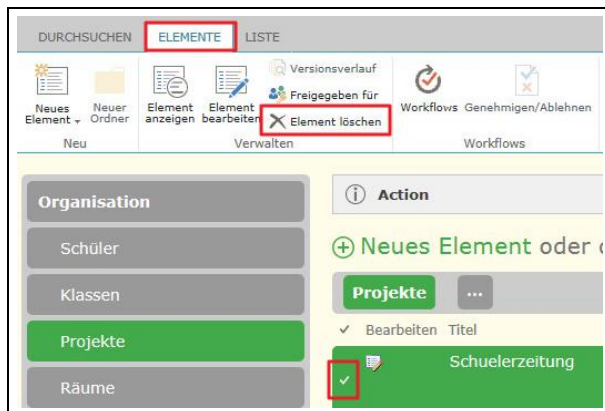 DURCHSUCHEN ELEMENTE LISTE
Neues Element
Neuer Ordner
Element anzeigen
Element bearbeiten
Versionsverlauf
Freigegeben für
Element löschen
Workflows
Genehmigen/Ablehnen
Neu
Verwalten
Workflows
Organisation
Schüler
Klassen
Projekte
Räume
Action
Neues Element oder
Projekte ...
Bearbeiten Titel
Schuelerzeitung